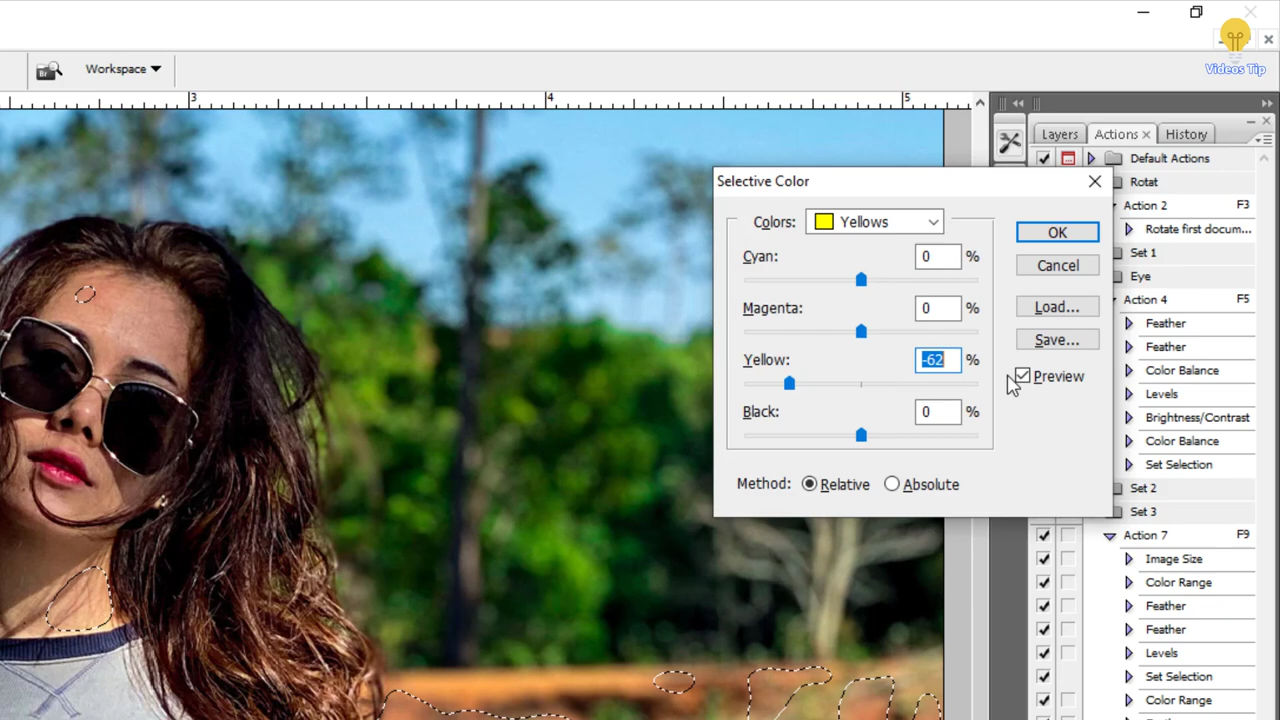 Videos Tip
Workspace
3
4
5
Layers
Actions
History
Default Actions
Rotat
Action 2 F3
Rotate first docum...
Set 1
Eye
Action 4 F5
Feather
Feather
Color Balance
Levels
Brightness/Contrast
Color Balance
Set Selection
Set 2
Set 3
Action 7 F9
Image Size
Color Range
Feather
Feather
Levels
Set Selection
Color Range
Selective Color
Colors: Yellows
Cyan: 0 %
Magenta: 0 %
Yellow: -62 %
Black: 0 %
Method: Relative Absolute
OK
Cancel
Load...
Save...
Preview